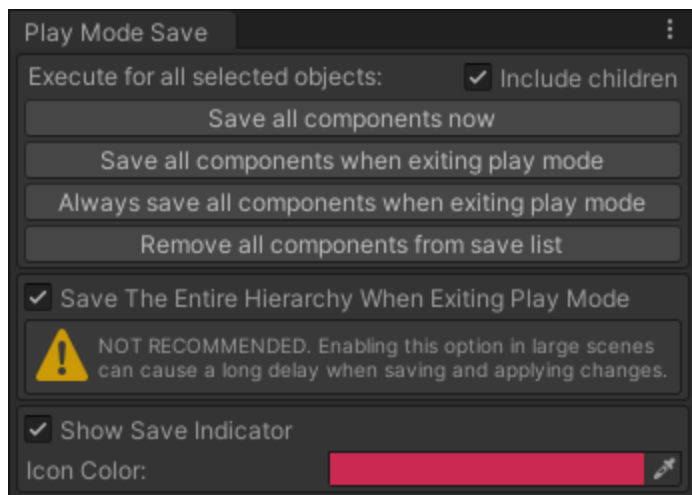 Play Mode Save
Execute for all selected objects:
Include children
Save all components now
Save all components when exiting play mode
Always save all components when exiting play mode
Remove all components from save list
Save The Entire Hierarchy When Exiting Play Mode
NOT RECOMMENDED. Enabling this option in large scenes
can cause a long delay when saving and applying changes.
Show Save Indicator
Icon Color: